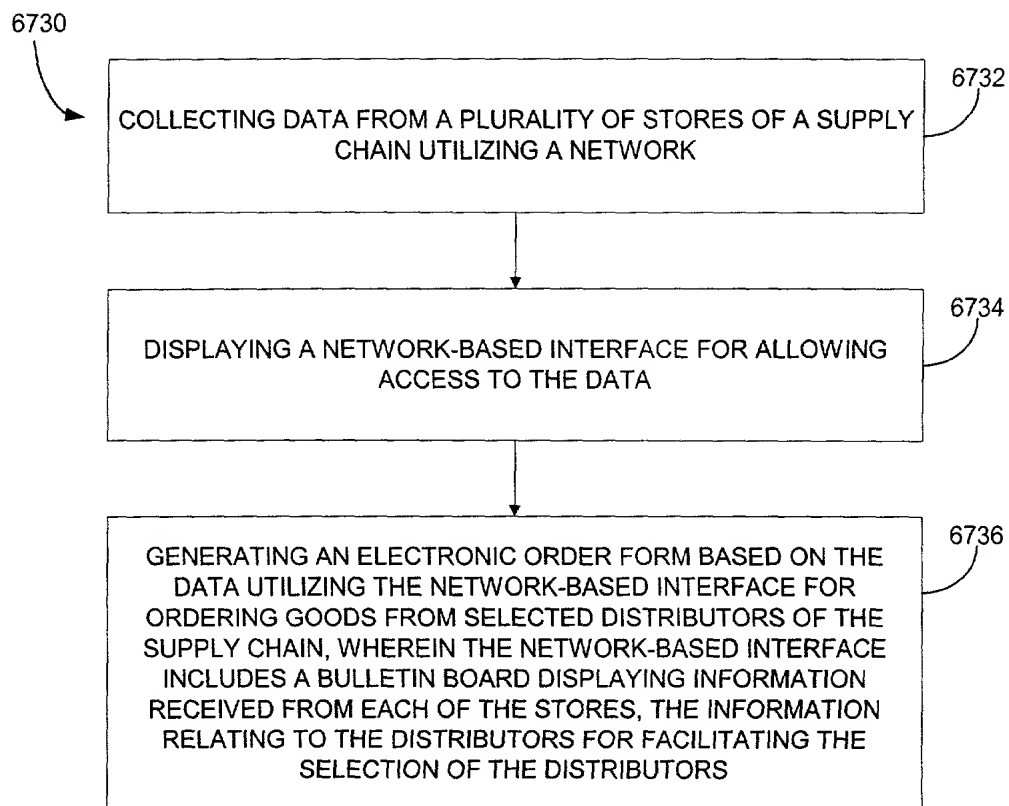 6730
6732
COLLECTING DATA FROM A PLURALITY OF STORES OF A SUPPLY
CHAIN UTILIZING A NETWORK
6734
DISPLAYING A NETWORK-BASED INTERFACE FOR ALLOWING
ACCESS TO THE DATA
6736
GENERATING AN ELECTRONIC ORDER FORM BASED ON THE
DATA UTILIZING THE NETWORK-BASED INTERFACE FOR
ORDERING GOODS FROM SELECTED DISTRIBUTORS OF THE
SUPPLY CHAIN, WHEREIN THE NETWORK-BASED INTERFACE
INCLUDES A BULLETIN BOARD DISPLAYING INFORMATION
RECEIVED FROM EACH OF THE STORES, THE INFORMATION
RELATING TO THE DISTRIBUTORS FOR FACILITATING THE
SELECTION OF THE DISTRIBUTORS